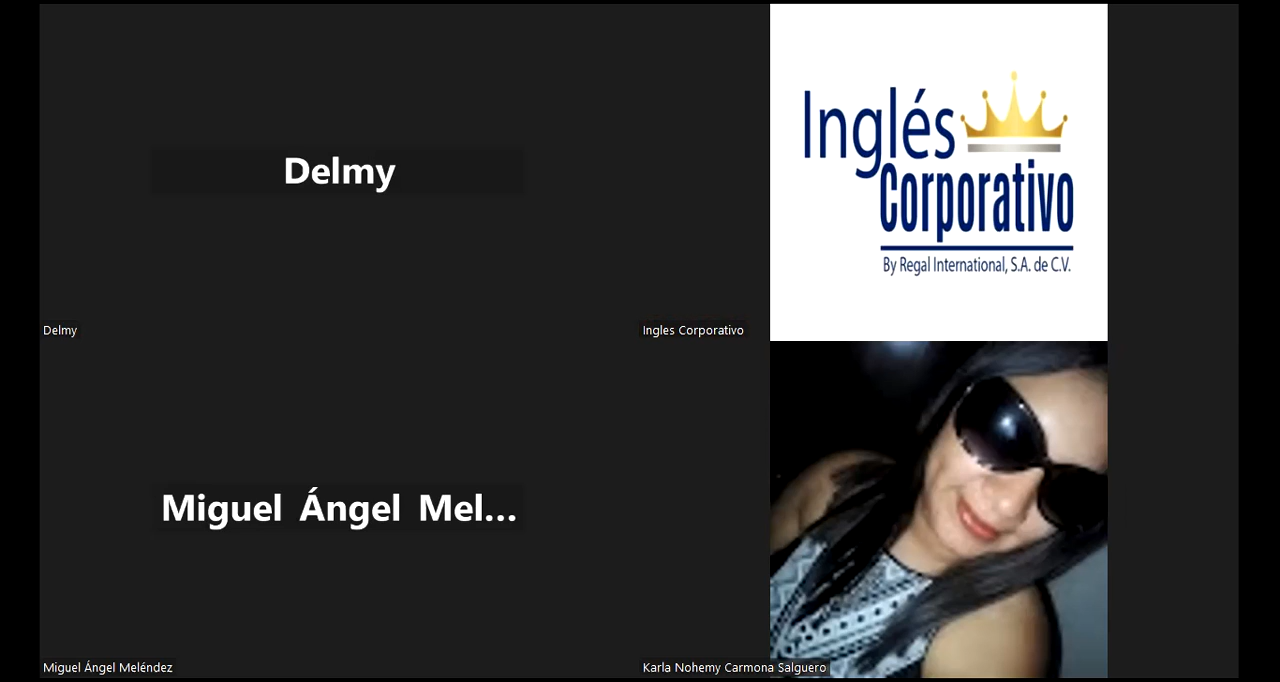 Delmy
Delmy
Inglés
Corporativo
By Regal International, S.A. de C.V.
Ingles Corporativo
Miguel Ángel Mel...
Miguel Ángel Meléndez
Karla Nohemy Carmona Salguero